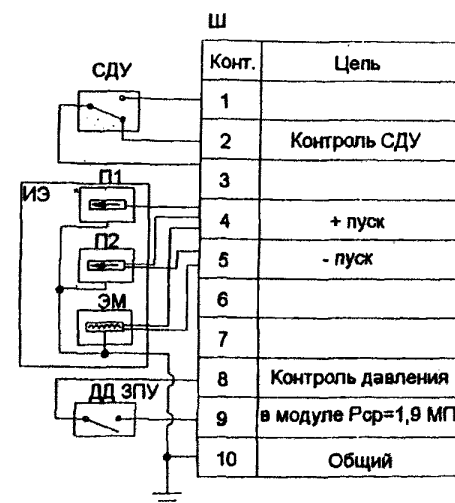 Ш
Конт. Цепь
СДУ
1
2 Контроль СДУ
3
ИЭ П1
4 + пуск
П2
5 - пуск
6
ЭМ
7
8 Контроль давления
ДД ЗПУ
9 в модуле Рср=1,9 МП
10 Общий